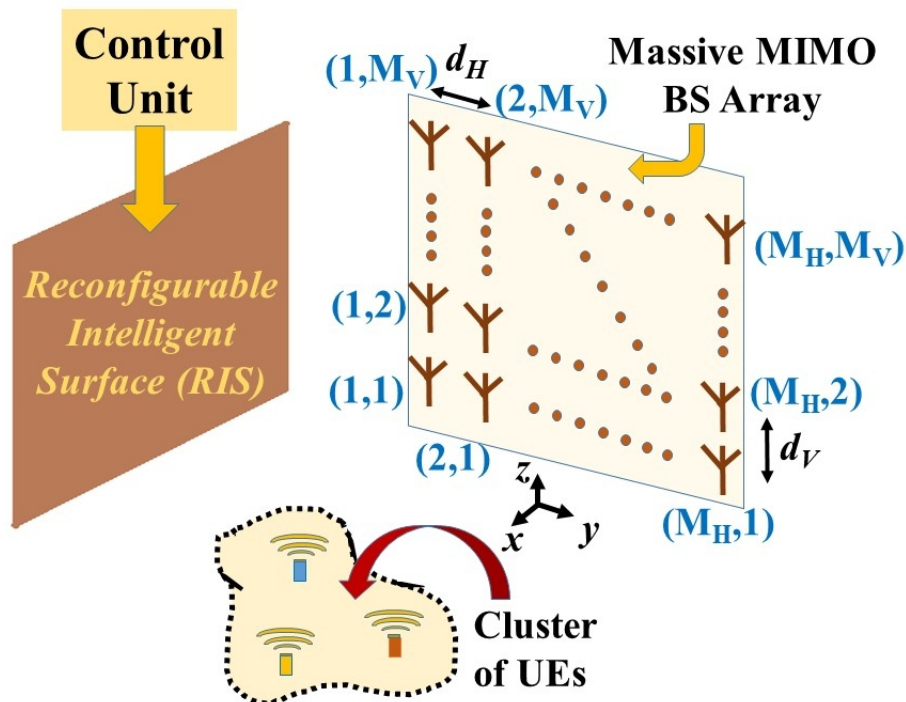 Control
Unit
Reconfigurable
Intelligent
Surface (RIS)
(1,M_V)
d_H
(2,M_V)
Massive MIMO
BS Array
(M_H,M_V)
(1,2)
(1,1)
(M_H,2)
d_V
(2,1)
(M_H,1)
z
x
y
Cluster
of UEs